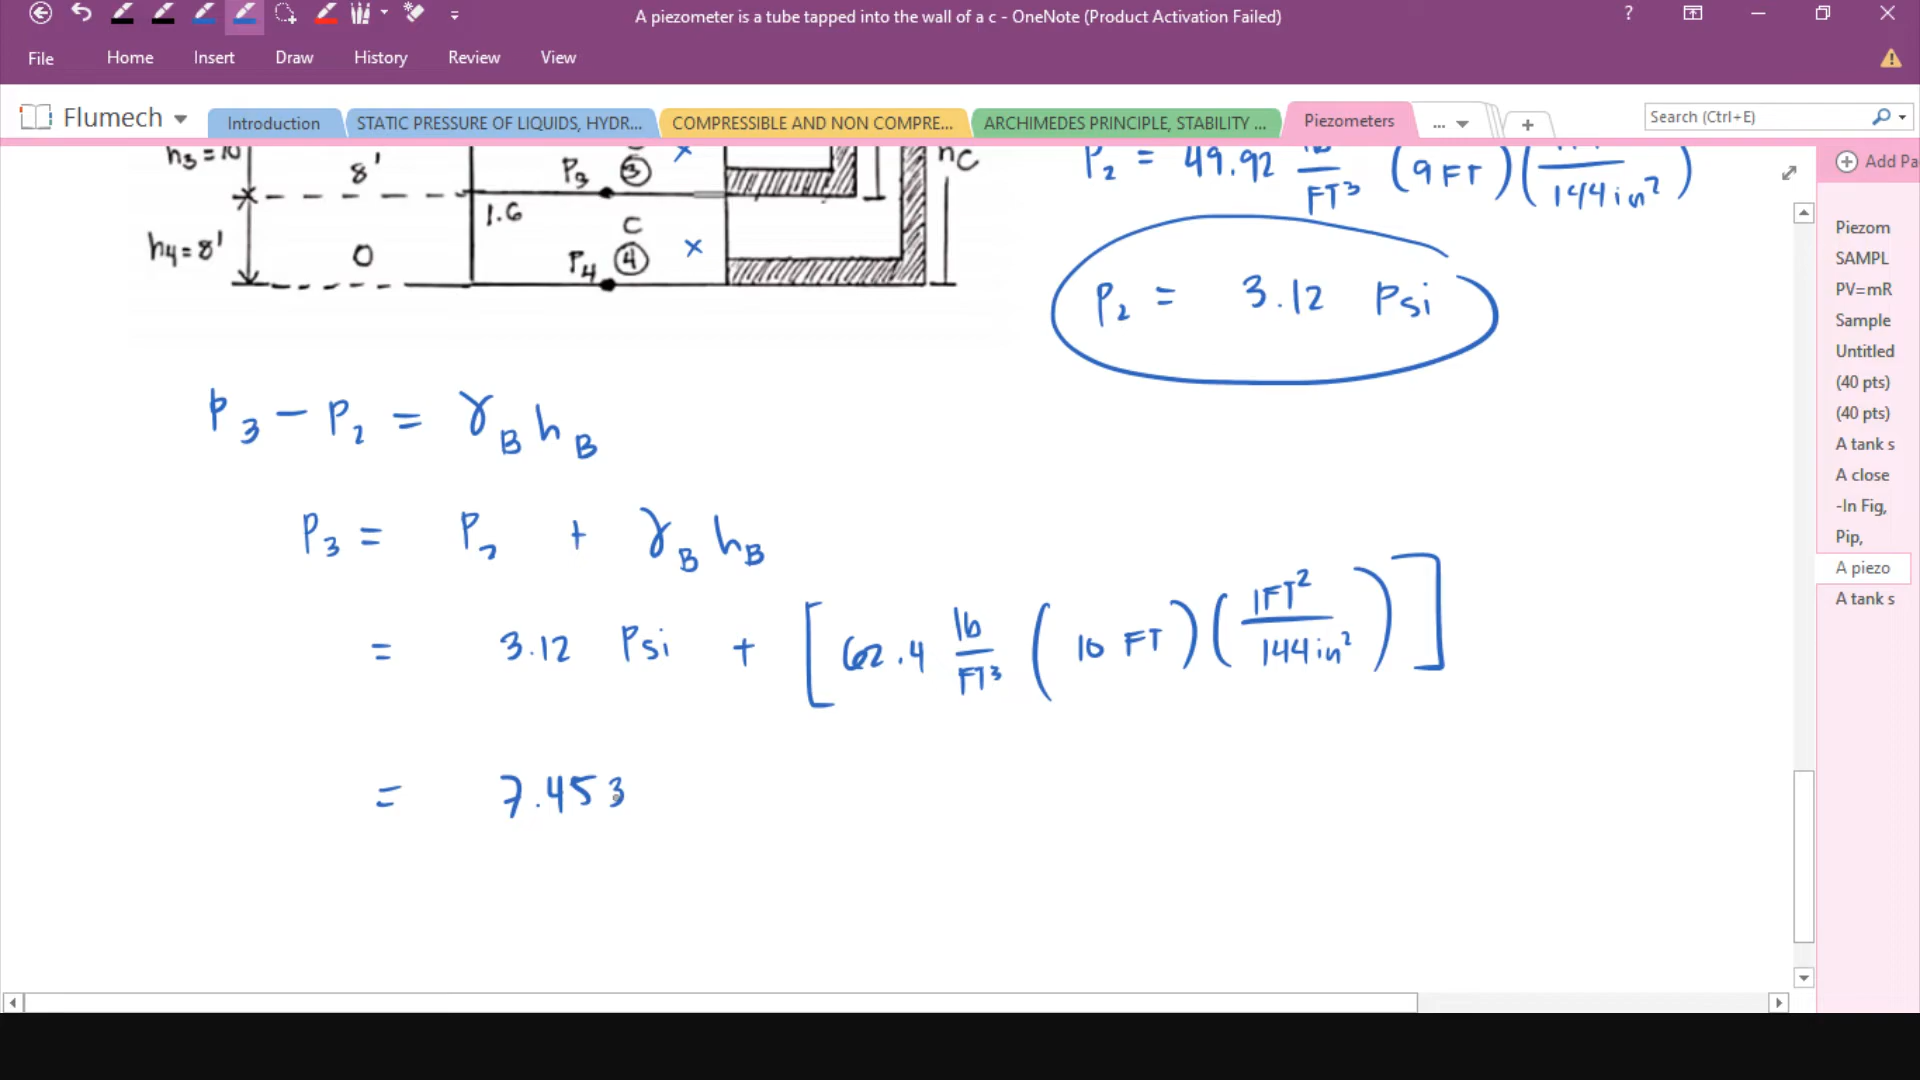 A piezometer is a tube tapped into the wall of a c - OneNote (Product Activation Failed)
?
File Home Insert Draw History Review View
Flumech
Introduction
STATIC PRESSURE OF LIQUIDS, HYDR...
COMPRESSIBLE AND NON COMPRE...
ARCHIMEDES PRINCIPLE, STABILITY ...
Piezometers
...
Search (Ctrl+E)
Add Pa
Piezom
SAMPL
PV=mR
Sample
Untitled
(40 pts)
(40 pts)
A tank s
A close
-In Fig,
Pip,
A piezo
A tank s
h3 = 10
8'
P3 3 x
hC
1.6
C
h4 = 8'
0
P4 4 x
P2 = 49.92 lb/FT³ (9 FT) ( /144 in²)
P2 = 3.12 Psi
P3 - P2 = γB hB
P3 = P2 + γB hB
= 3.12 Psi + [62.4 lb/FT³ (10 FT) (1FT²/144 in²)]
= 7.453